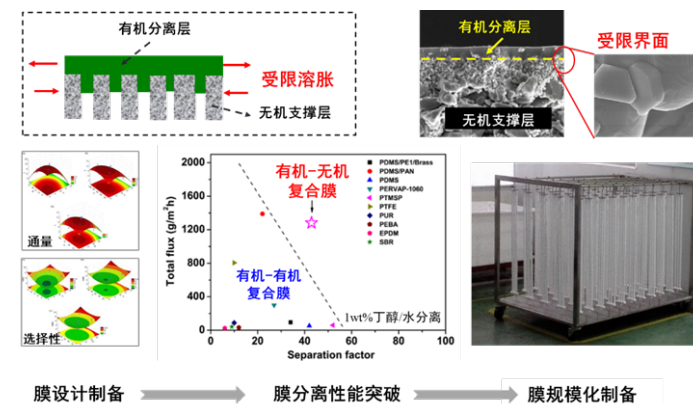 有机分离层
受限溶胀
无机支撑层
有机分离层
受限界面
无机支撑层
通量
选择性
Total flux (g/m²h)
2000
1600
1200
800
400
0
0
20
40
60
80
100
Separation factor
有机-无机
复合膜
有机-有机
复合膜
1wt%丁醇/水分离
PDMS/PE1/Brass
PDMS/PAN
PDMS
PERVAP-1060
PTMSP
PTFE
PUR
PEBA
EPDM
SBR
膜设计制备
膜分离性能突破
膜规模化制备